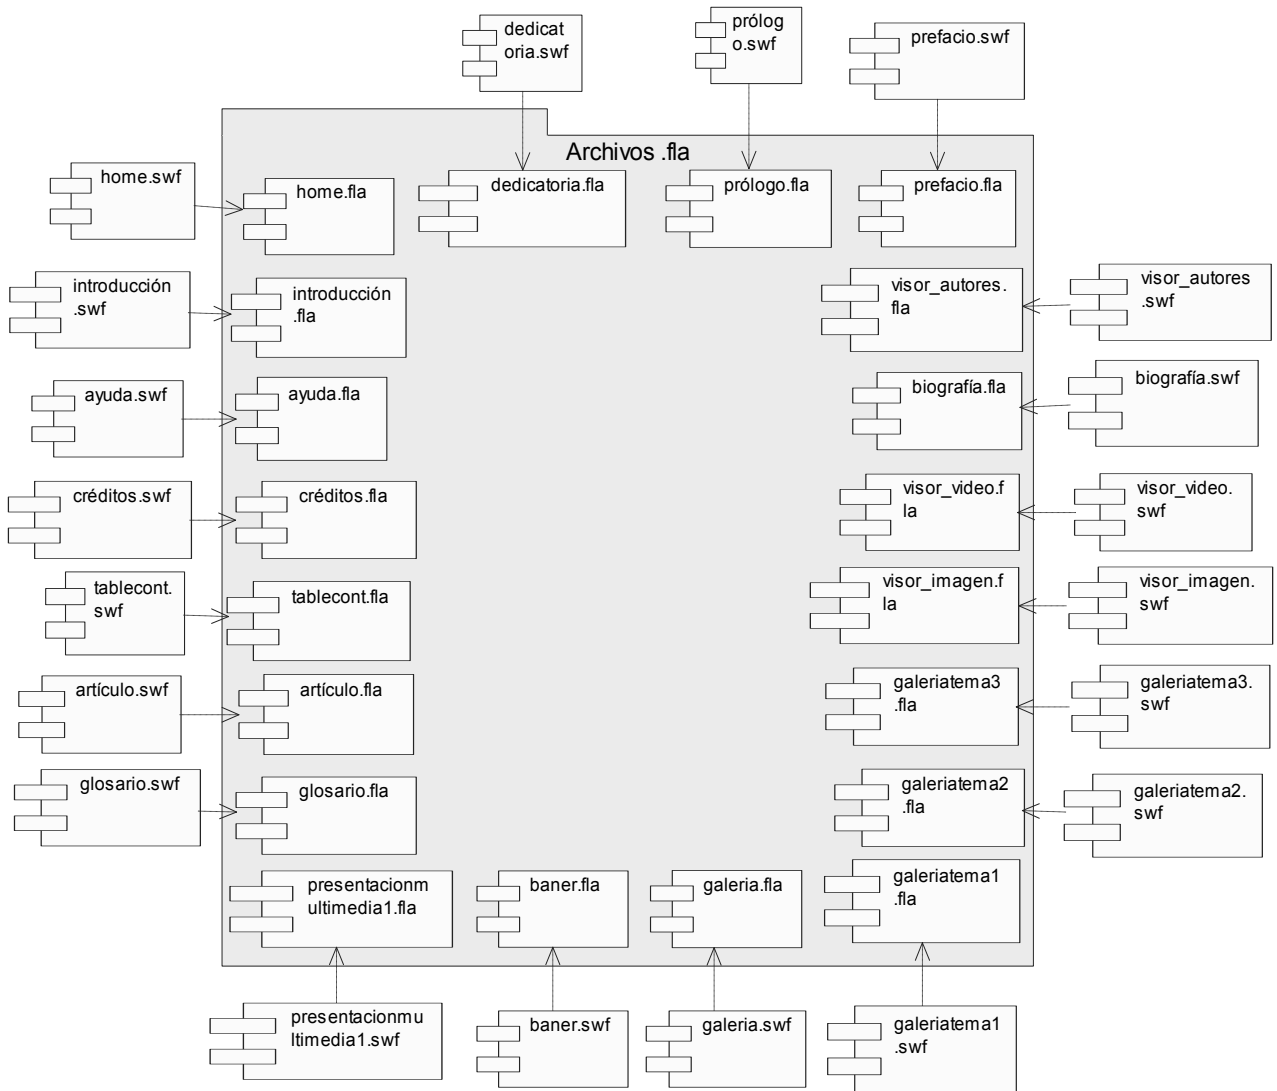 dedicat
oria.swf
prólog
o.swf
prefacio.swf
Archivos .fla
home.swf
home.fla
dedicatoria.fla
prólogo.fla
prefacio.fla
introducción
.swf
introducción
.fla
visor_autores.
fla
visor_autores
.swf
ayuda.swf
ayuda.fla
biografía.fla
biografía.swf
créditos.swf
créditos.fla
visor_video.f
la
visor_video.
swf
tablecont.
swf
tablecont.fla
visor_imagen.f
la
visor_imagen.
swf
artículo.swf
artículo.fla
galeriatema3
.fla
galeriatema3.
swf
glosario.swf
glosario.fla
galeriatema2
.fla
galeriatema2.
swf
presentacionm
ultimedia1.fla
baner.fla
galeria.fla
galeriatema1
.fla
presentacionmu
ltimedia1.swf
baner.swf
galeria.swf
galeriatema1
.swf